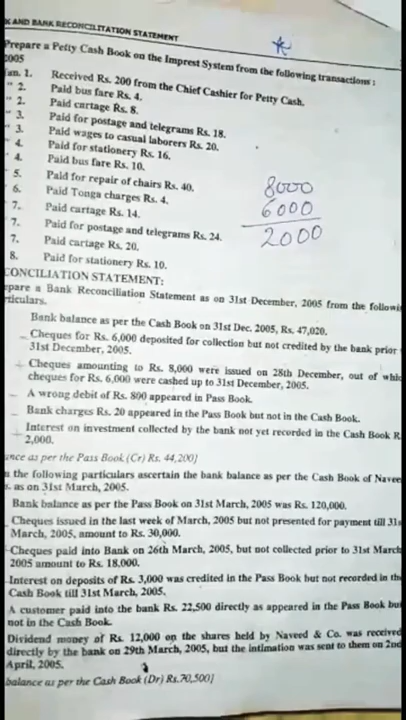 K AND BANK RECONCILITATION STATEMENT
Prepare a Petty Cash Book on the Imprest System from the following transactions :
2005
Jan. 1. Received Rs. 200 from the Chief Cashier for Petty Cash.
" 2. Paid bus fare Rs. 4.
" 2. Paid cartage Rs. 8.
" 3. Paid for postage and telegrams Rs. 18.
" 3. Paid wages to casual laborers Rs. 20.
" 4. Paid for stationery Rs. 16.
" 4. Paid bus fare Rs. 10.
5. Paid for repair of chairs Rs. 40.
6. Paid Tonga charges Rs. 4.
7. Paid cartage Rs. 14.
7. Paid for postage and telegrams Rs. 24.
7. Paid cartage Rs. 20.
8. Paid for stationery Rs. 10.
8000
6000
2000
CONCILIATION STATEMENT:
epare a Bank Reconciliation Statement as on 31st December, 2005 from the followi
rticulars.
Bank balance as per the Cash Book on 31st Dec. 2005, Rs. 47,020.
Cheques for Rs. 6,000 deposited for collection but not credited by the bank prior
31st December, 2005.
Cheques amounting to Rs. 8,000 were issued on 28th December, out of whic
cheques for Rs. 6,000 were cashed up to 31st December, 2005.
A wrong debit of Rs. 800 appeared in Pass Book.
Bank charges Rs. 20 appeared in the Pass Book but not in the Cash Book.
Interest on investment collected by the bank not yet recorded in the Cash Book R
2,000.
ance as per the Pass Book (Cr) Rs. 44,200]
the following particulars ascertain the bank balance as per the Cash Book of Navee
as on 31st March, 2005.
Bank balance as per the Pass Book on 31st March, 2005 was Rs. 120,000.
Cheques issued in the last week of March, 2005 but not presented for payment till 31s
March, 2005, amount to Rs. 30,000.
Cheques paid into Bank on 26th March, 2005, but not collected prior to 31st March
2005 amount to Rs. 18,000.
Interest on deposits of Rs. 3,000 was credited in the Pass Book but not recorded in the
Cash Book till 31st March, 2005.
A customer paid into the bank Rs. 22,500 directly as appeared in the Pass Book bu
not in the Cash Book.
Dividend money of Rs. 12,000 on the shares held by Naveed & Co. was received
directly by the bank on 29th March, 2005, but the intimation was sent to them on 2nd
April, 2005.
balance as per the Cash Book (Dr) Rs.70,500]